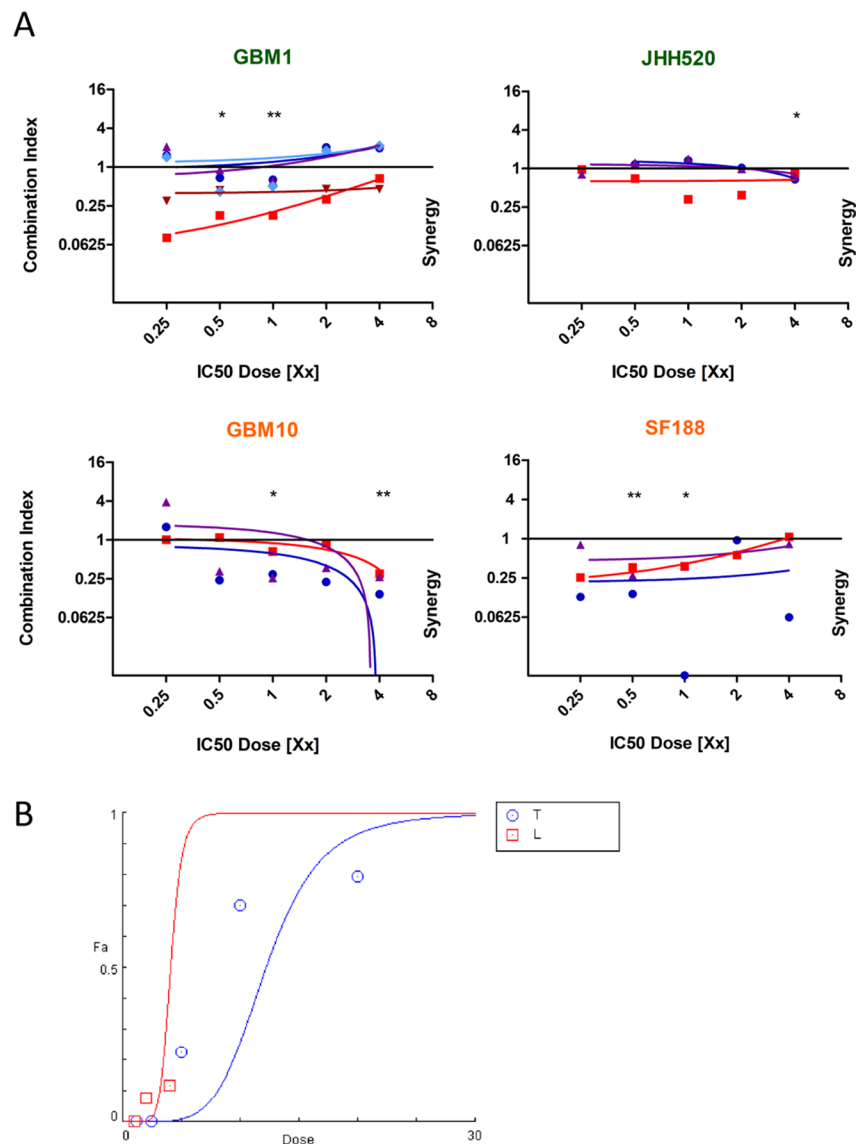 A
GBM1
Combination Index
16
4
1
0.25
0.0625
* **
Synergy
0.25 0.5 1 2 4 8
IC50 Dose [Xx]
JHH520
16
4
1
0.25
0.0625
*
Synergy
0.25 0.5 1 2 4 8
IC50 Dose [Xx]
GBM10
Combination Index
16
4
1
0.25
0.0625
* **
Synergy
0.25 0.5 1 2 4 8
IC50 Dose [Xx]
SF188
16
4
1
0.25
0.0625
** *
Synergy
0.25 0.5 1 2 4 8
IC50 Dose [Xx]
B
1
Fa
0.5
0
0 Dose 30
T
L